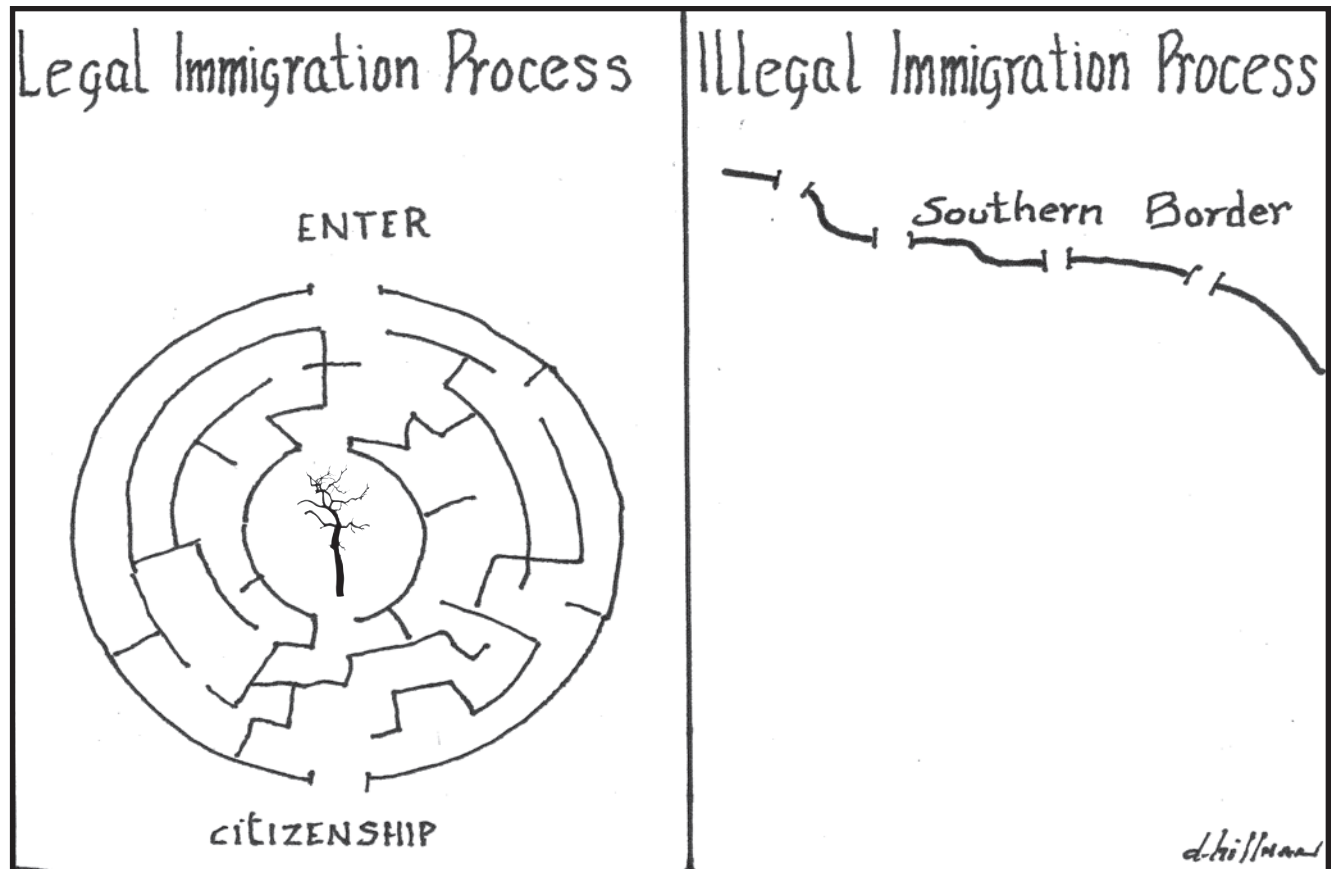 Legal Immigration Process
ENTER
citIZENSHIP
Illegal Immigration Process
Southern Border
d-hillman